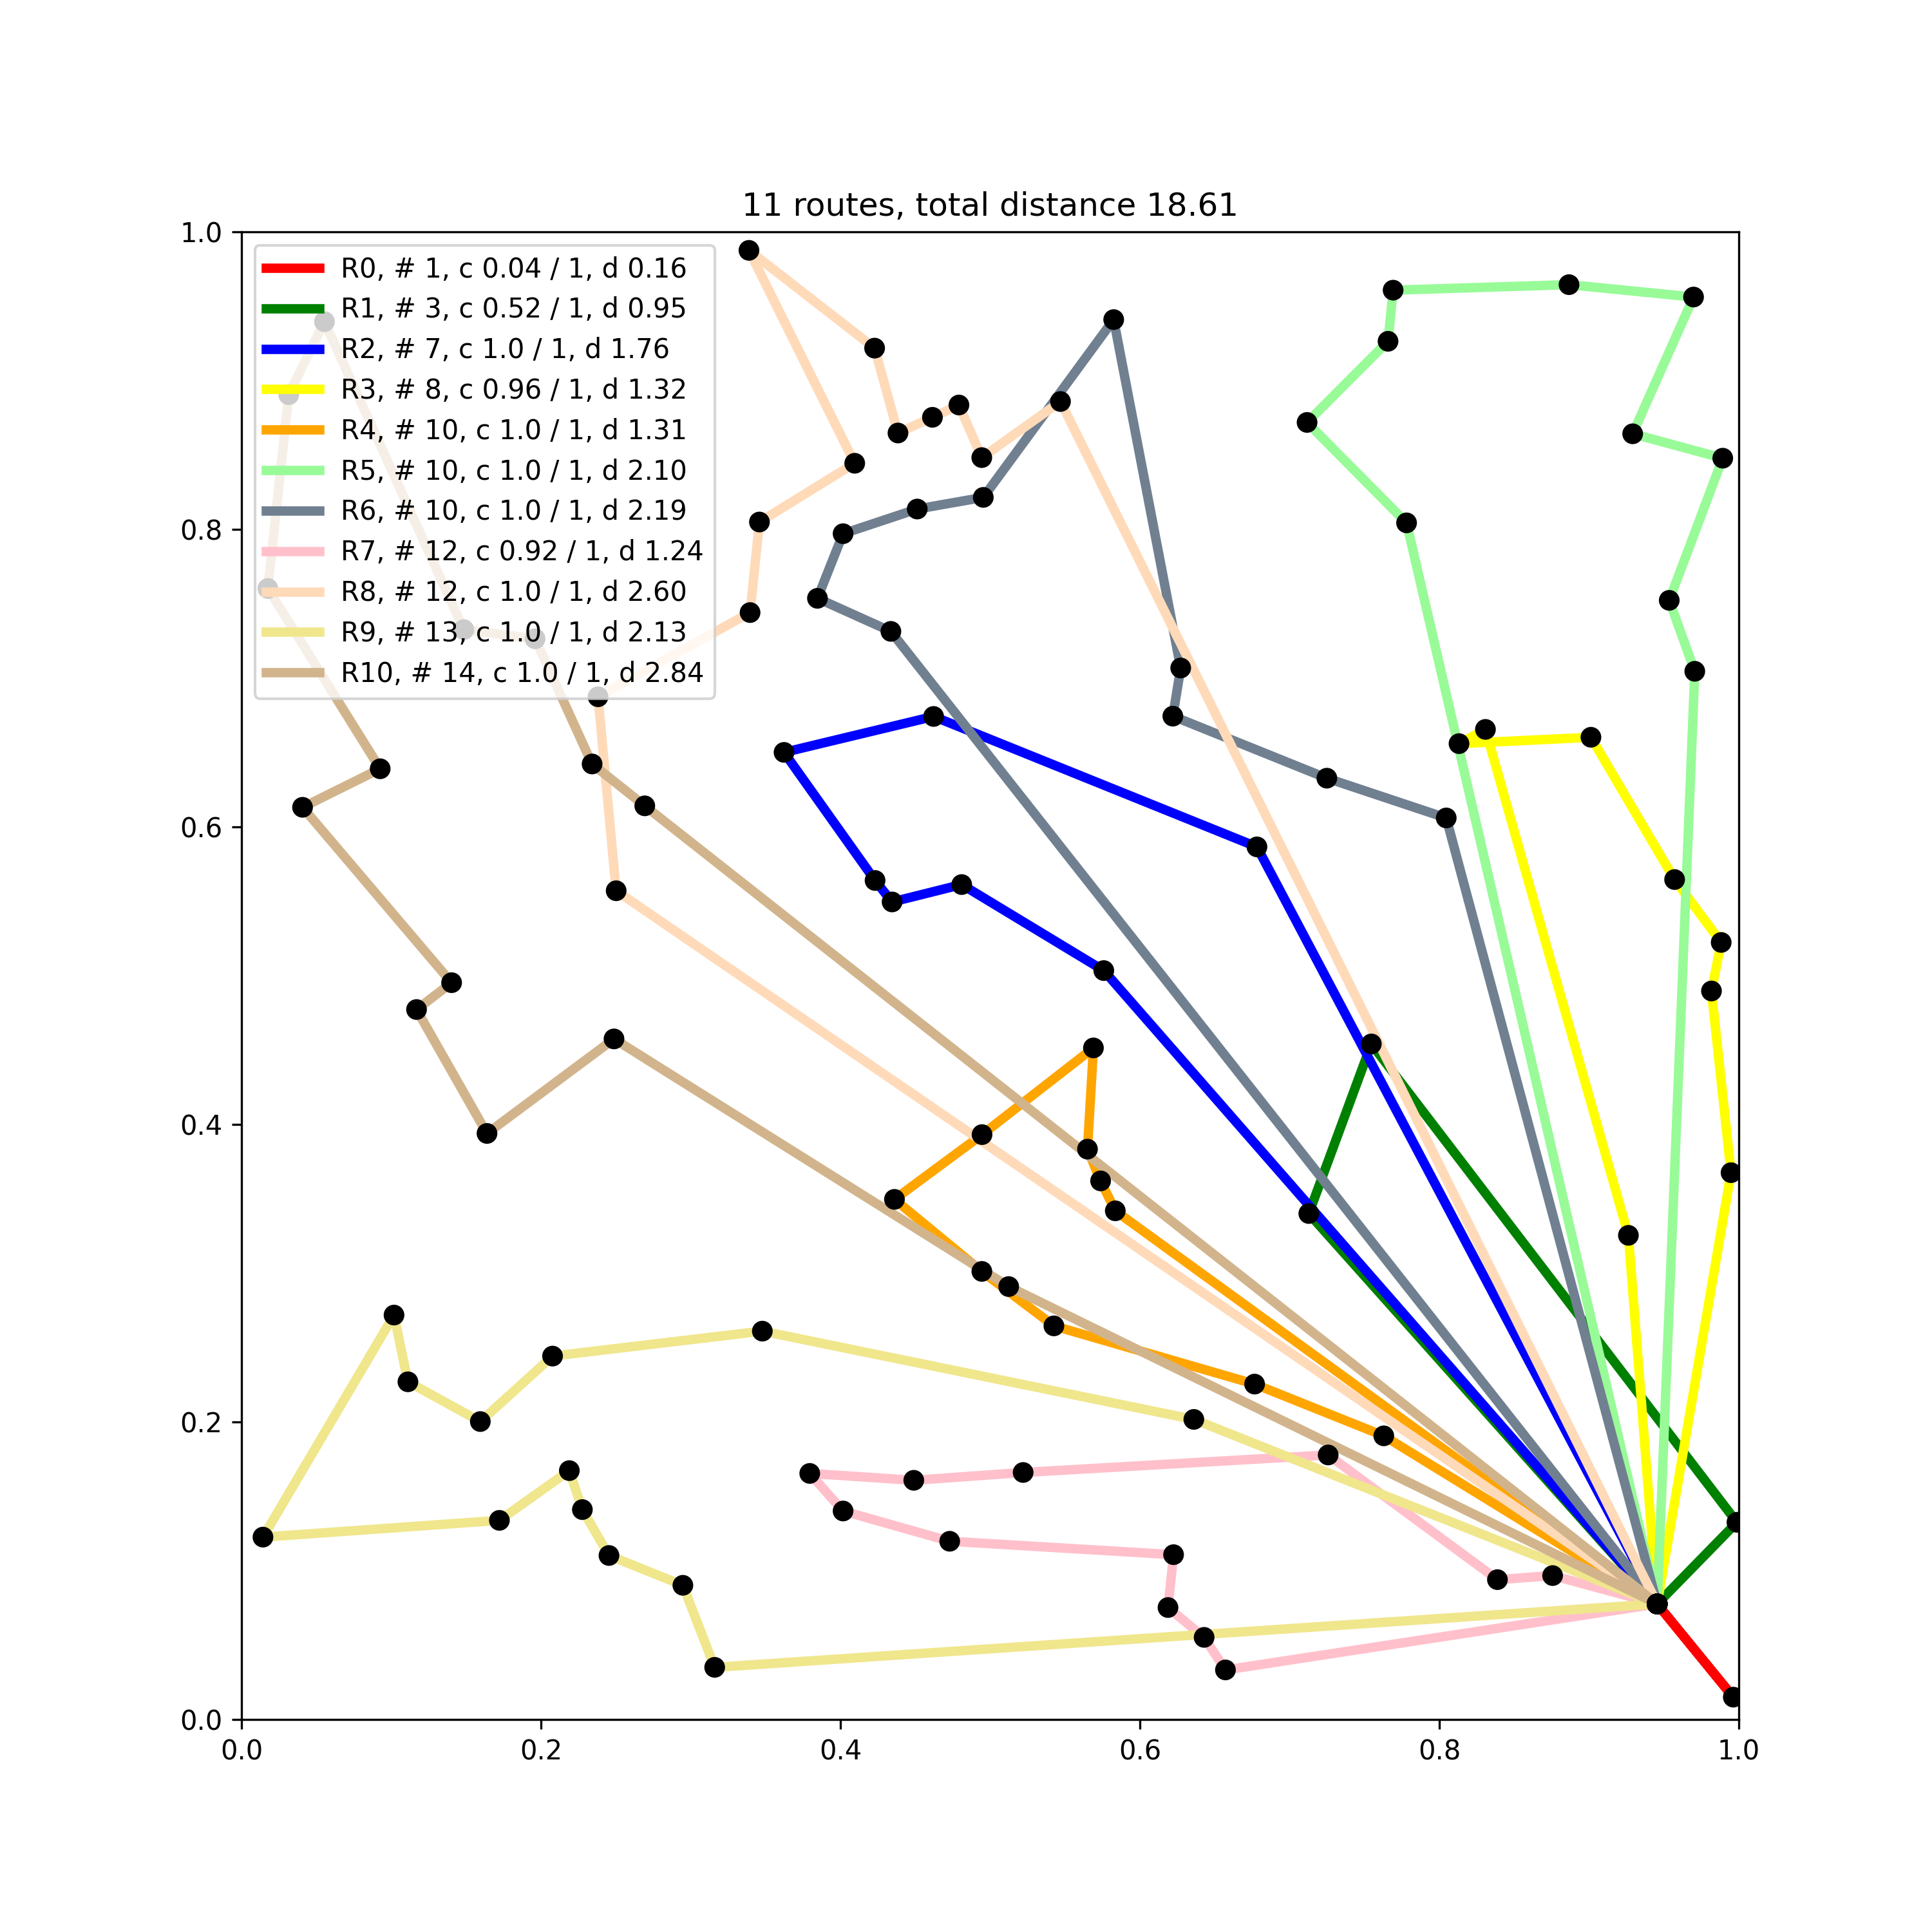 11 routes, total distance 18.61
1.0
0.8
0.6
0.4
0.2
0.0
R0, # 1, c 0.04 / 1, d 0.16
R1, # 3, c 0.52 / 1, d 0.95
R2, # 7, c 1.0 / 1, d 1.76
R3, # 8, c 0.96 / 1, d 1.32
R4, # 10, c 1.0 / 1, d 1.31
R5, # 10, c 1.0 / 1, d 2.10
R6, # 10, c 1.0 / 1, d 2.19
R7, # 12, c 0.92 / 1, d 1.24
R8, # 12, c 1.0 / 1, d 2.60
R9, # 13, c 1.0 / 1, d 2.13
R10, # 14, c 1.0 / 1, d 2.84
0.0 0.2 0.4 0.6 0.8 1.0